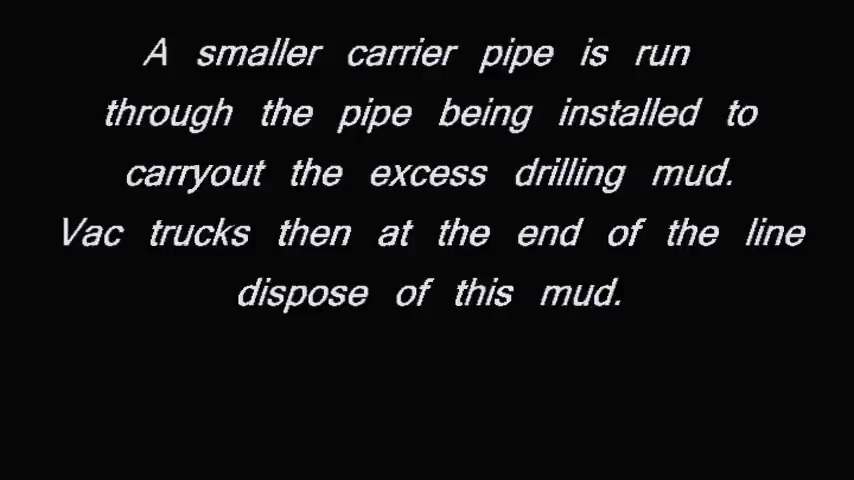 A smaller carrier pipe is run
through the pipe being installed to
carryout the excess drilling mud.
Vac trucks then at the end of the line
dispose of this mud.